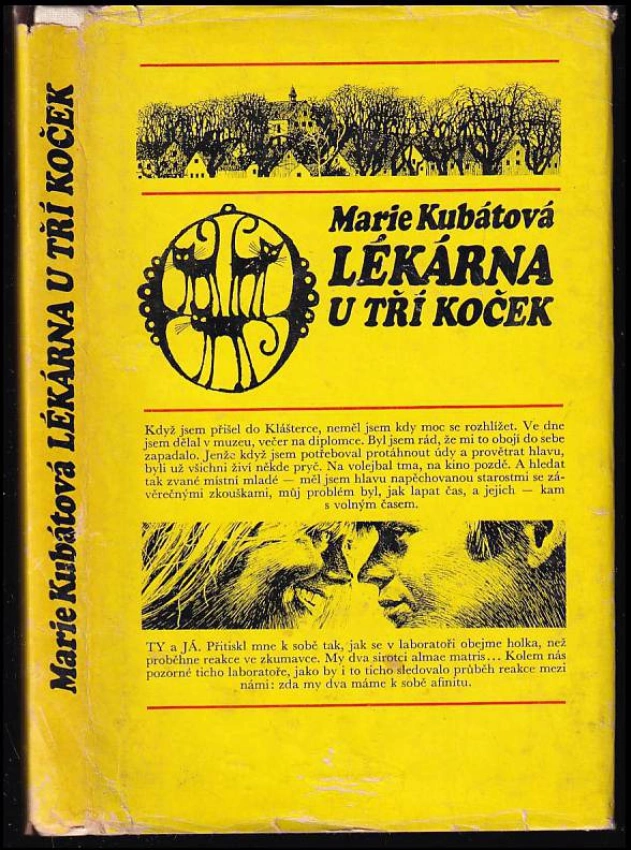 Marie Kubátová LÉKÁRNA U TŘÍ KOČEK
Marie Kubátová
LÉKÁRNA
U TŘÍ KOČEK
Když jsem přišel do Klášterce, neměl jsem kdy moc se rozhlížet. Ve dne
jsem dělal v muzeu, večer na diplomce. Byl jsem rád, že mi to obojí do sebe
zapadalo. Jenže když jsem potřeboval protáhnout údy a provětrat hlavu,
byli už všichni živí někde pryč. Na volejbal tma, na kino pozdě. A hledat
tak zvané místní mladé — měl jsem hlavu napěchovanou starostmi se zá-
věrečnými zkouškami, můj problém byl, jak lapat čas, a jejich — kam
s volným časem.
TY a JÁ. Přitiskl mne k sobě tak, jak se v laboratoři obejme holka, než
proběhne reakce ve zkumavce. My dva sirotci almae matris... Kolem nás
pozorné ticho laboratoře, jako by i to ticho sledovalo průběh reakce mezi
námi: zda my dva máme k sobě afinitu.